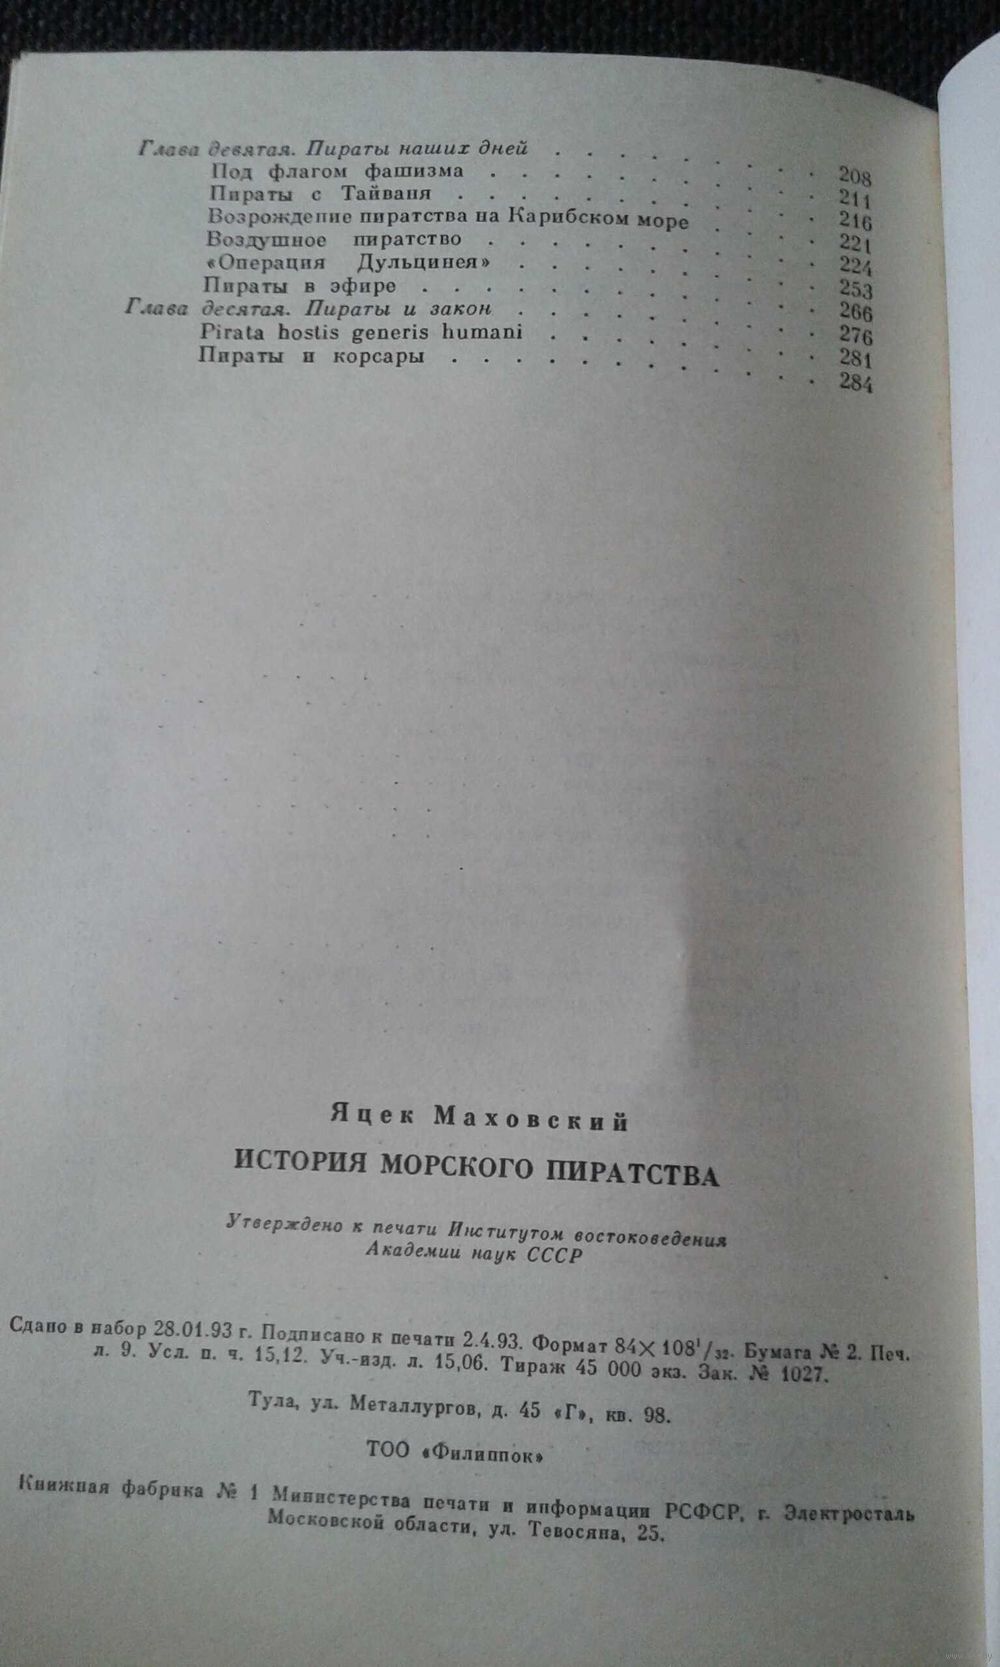 Глава девятая. Пираты наших дней . . . . . . . . . 208
Под флагом фашизма . . . . . . . . . . . 211
Пираты с Тайваня . . . . . . . . . . . . 216
Возрождение пиратства на Карибском море . . . . 221
Воздушное пиратство . . . . . . . . . . . 224
«Операция Дульцинея» . . . . . . . . . . 253
Пираты в эфире . . . . . . . . . . . . . 266
Глава десятая. Пираты и закон . . . . . . . . . . 276
Pirata hostis generis humani . . . . . . . . . 281
Пираты и корсары . . . . . . . . . . . . 284
Яцек Маховский
ИСТОРИЯ МОРСКОГО ПИРАТСТВА
Утверждено к печати Институтом востоковедения
Академии наук СССР
Сдано в набор 28.01.93 г. Подписано к печати 2.4.93. Формат 84×108¹/₃₂. Бумага № 2. Печ.
л. 9. Усл. п. ч. 15,12. Уч.-изд. л. 15,06. Тираж 45 000 экз. Зак. № 1027.
Тула, ул. Металлургов, д. 45 «Г», кв. 98.
ТОО «Филиппок»
Книжная фабрика № 1 Министерства печати и информации РСФСР, г. Электросталь
Московской области, ул. Тевосяна, 25.